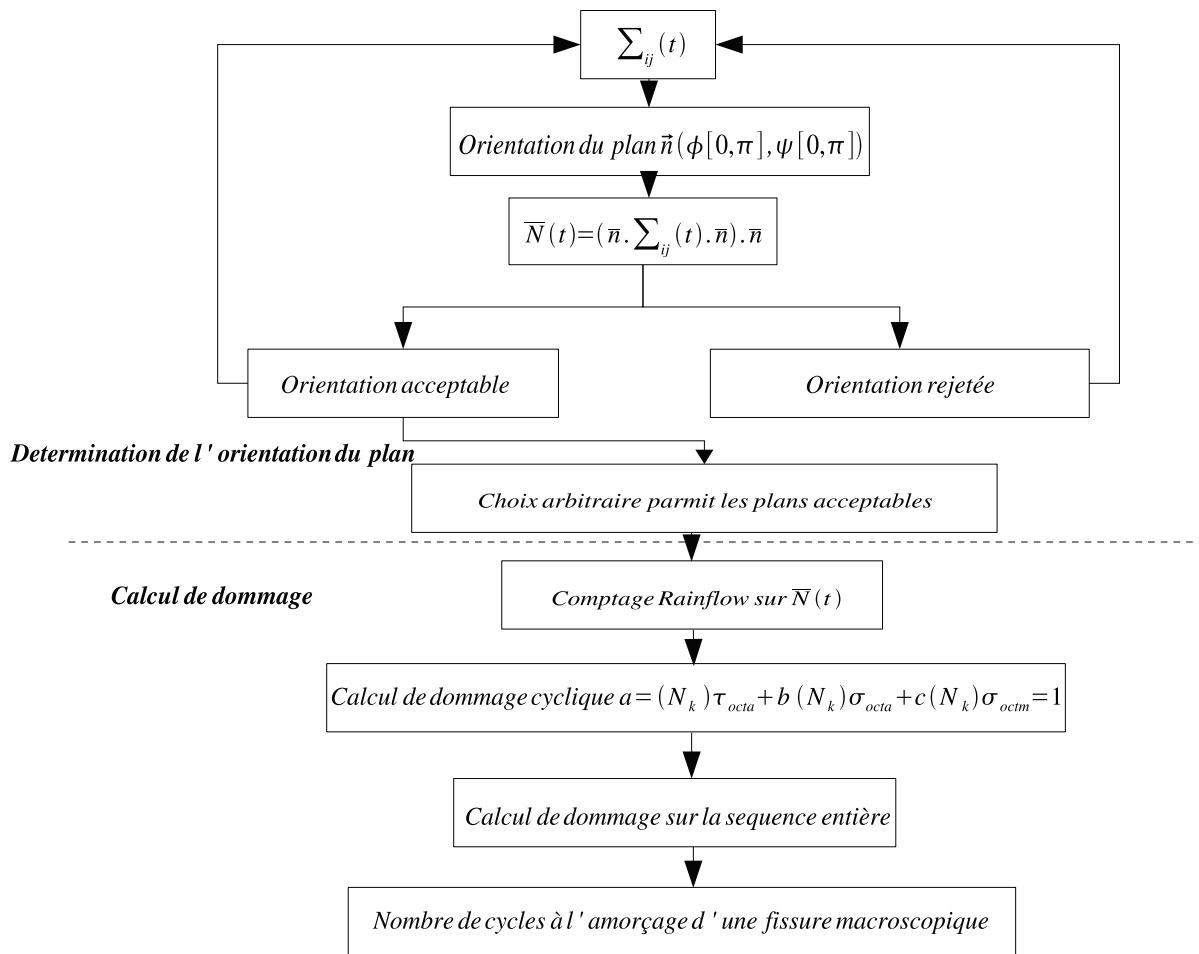 ∑ij(t)
Orientation du plan n⃗(ϕ[0,π],ψ[0,π])
N̅(t)=(n̅.∑ij(t).n̅).n̅
Orientation acceptable
Orientation rejetée
Determination de l ' orientation du plan
Choix arbitraire parmit les plans acceptables
Calcul de dommage
Comptage Rainflow sur N̅(t)
Calcul de dommage cyclique a=(Nk)τocta+b(Nk)σocta+c(Nk)σoctm=1
Calcul de dommage sur la sequence entière
Nombre de cycles à l ' amorçage d ' une fissure macroscopique